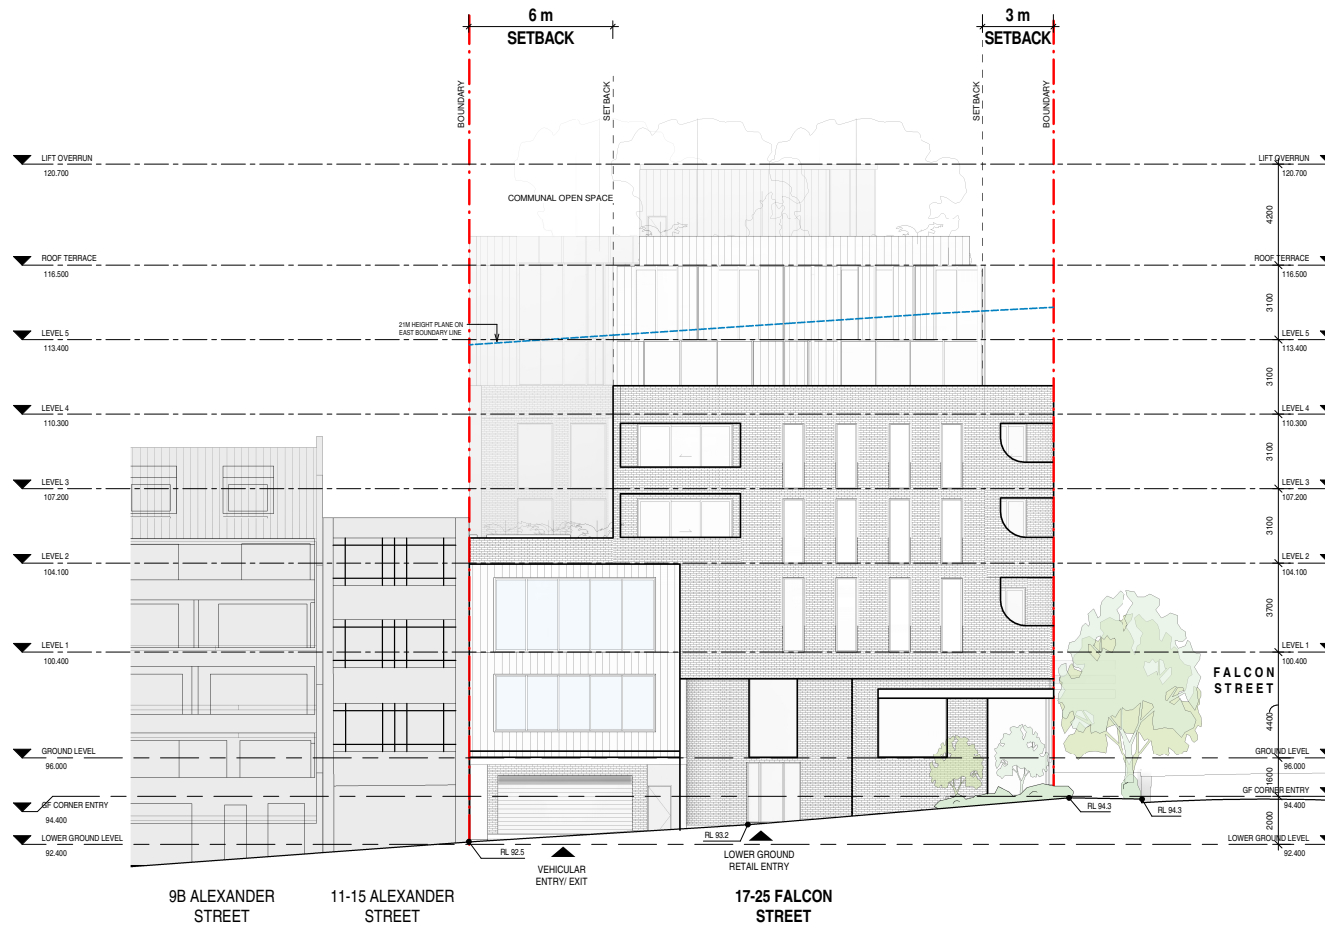 6 m
SETBACK
3 m
SETBACK
BOUNDARY
SETBACK
SETBACK
BOUNDARY
LIFT OVERRUN
120.700
LIFT OVERRUN
120.700
COMMUNAL OPEN SPACE
4200
ROOF TERRACE
116.500
ROOF TERRACE
116.500
3100
21M HEIGHT PLANE ON
EAST BOUNDARY LINE
LEVEL 5
113.400
LEVEL 5
113.400
3100
LEVEL 4
110.300
LEVEL 4
110.300
3100
LEVEL 3
107.200
LEVEL 3
107.200
3100
LEVEL 2
104.100
LEVEL 2
104.100
3700
LEVEL 1
100.400
LEVEL 1
100.400
FALCON
STREET
4400
GROUND LEVEL
96.000
GROUND LEVEL
96.000
1600
GF CORNER ENTRY
94.400
GF CORNER ENTRY
94.400
RL 94.3
RL 94.3
2000
LOWER GROUND LEVEL
92.400
LOWER GROUND LEVEL
92.400
RL 92.5
RL 93.2
VEHICULAR
ENTRY/ EXIT
LOWER GROUND
RETAIL ENTRY
9B ALEXANDER
STREET
11-15 ALEXANDER
STREET
17-25 FALCON
STREET